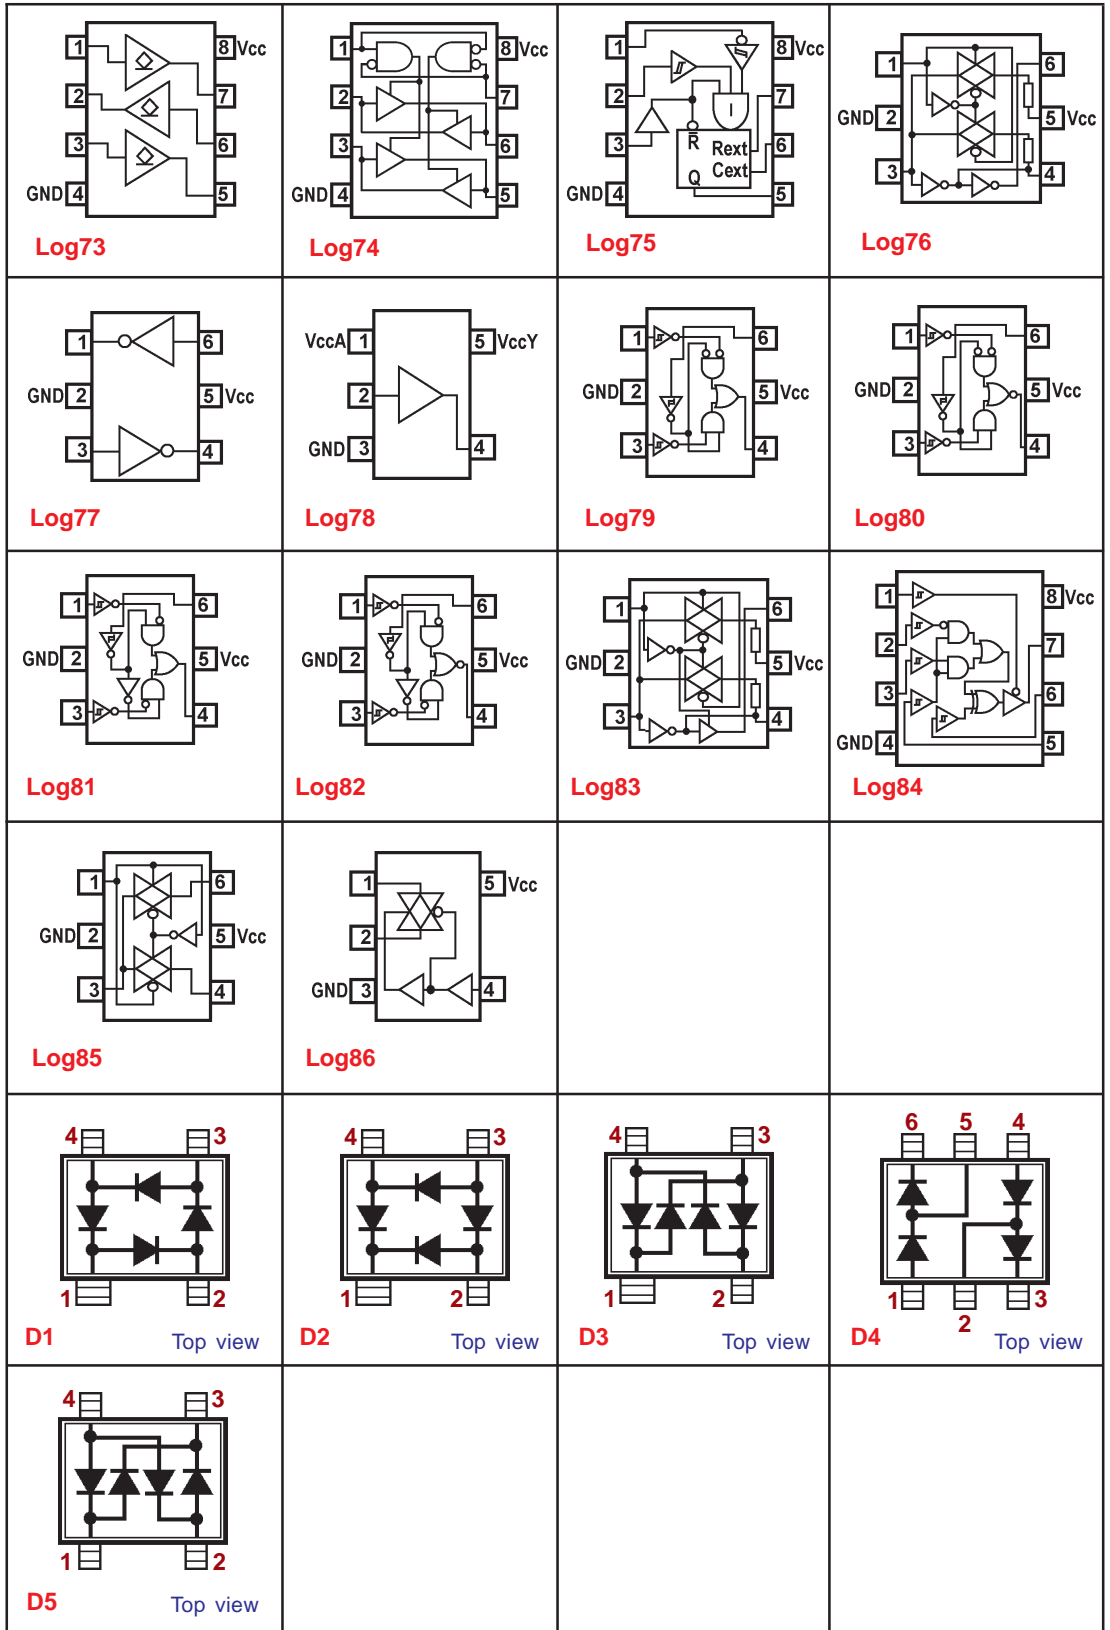 1 8 Vcc
2 7
3 6
GND 4 5
Log73
1 8 Vcc
2 7
3 6
GND 4 5
Log74
1 8 Vcc
2 7
3 6
GND 4 5
R Rext
Cext
Q
Log75
1 6
GND 2 5 Vcc
3 4
Log76
1 6
GND 2 5 Vcc
3 4
Log77
VccA 1 5 VccY
2
GND 3 4
Log78
1 6
GND 2 5 Vcc
3 4
Log79
1 6
GND 2 5 Vcc
3 4
Log80
1 6
GND 2 5 Vcc
3 4
Log81
1 6
GND 2 5 Vcc
3 4
Log82
1 6
GND 2 5 Vcc
3 4
Log83
1 8 Vcc
2 7
3 6
GND 4 5
Log84
1 6
GND 2 5 Vcc
3 4
Log85
1 5 Vcc
2
GND 3 4
Log86
4 3
1 2
D1 Top view
4 3
1 2
D2 Top view
4 3
1 2
D3 Top view
6 5 4
1 2 3
D4 Top view
4 3
1 2
D5 Top view